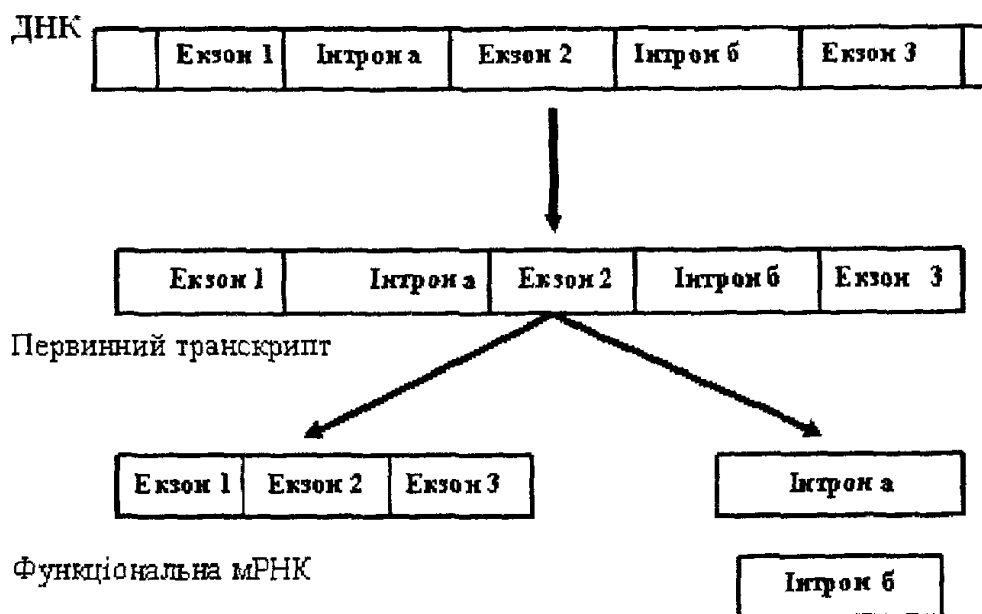 ДНК
Екзон 1 Інтрон а Екзон 2 Інтрон б Екзон 3
Екзон 1 Інтрон а Екзон 2 Інтрон б Екзон 3
Первинний транскрипт
Екзон 1 Екзон 2 Екзон 3 Інтрон а
Функціональна мРНК
Інтрон б